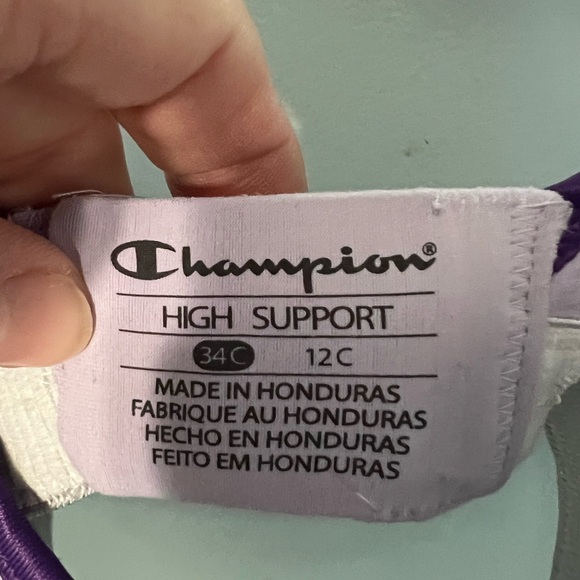 Champion®
HIGH SUPPORT
34C 12C
MADE IN HONDURAS
FABRIQUE AU HONDURAS
HECHO EN HONDURAS
FEITO EM HONDURAS